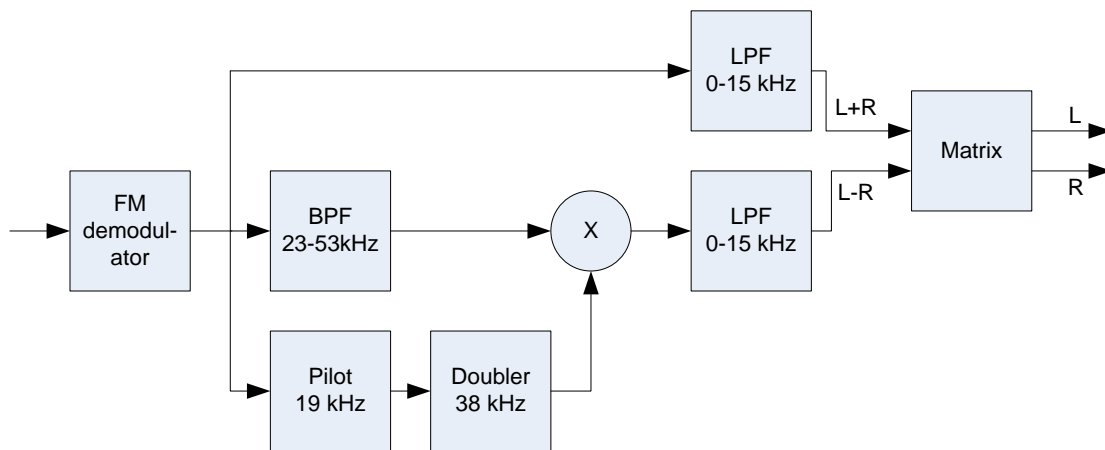 LPF
0-15 kHz
L+R
L
Matrix
R
FM
demodul-
ator
BPF
23-53kHz
X
LPF
0-15 kHz
L-R
Pilot
19 kHz
Doubler
38 kHz